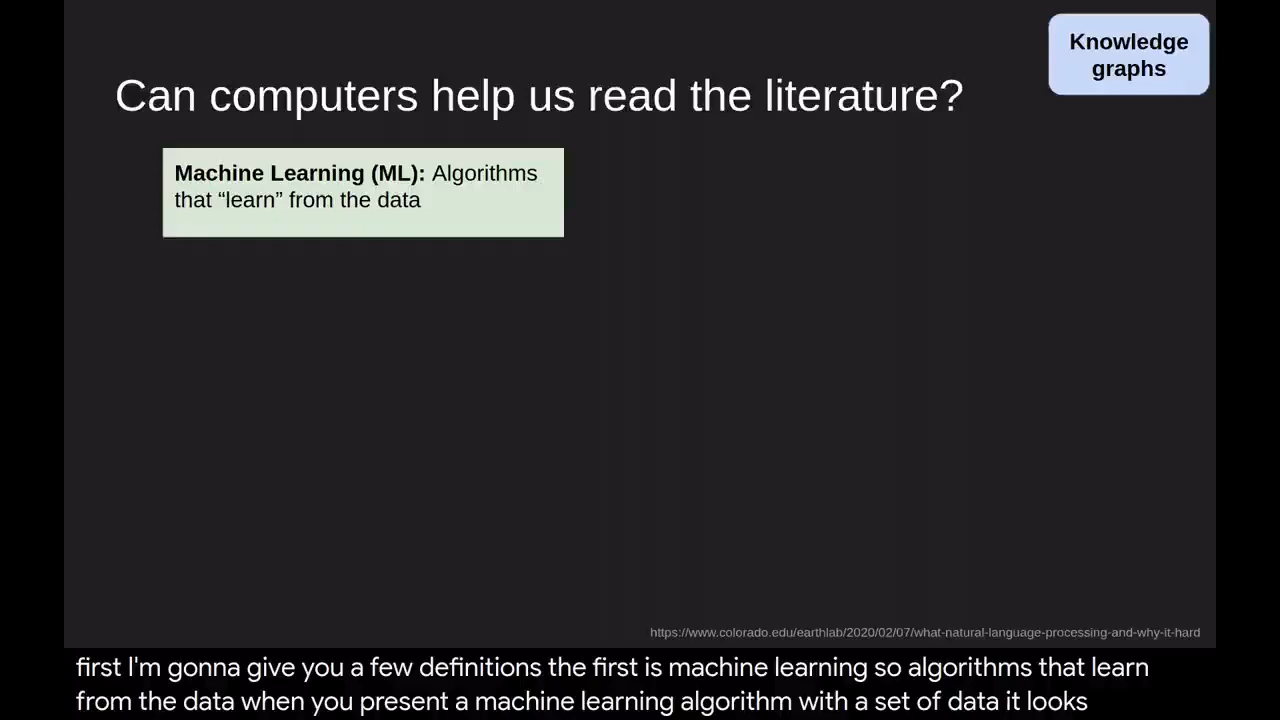 Knowledge
graphs
Can computers help us read the literature?
Machine Learning (ML): Algorithms
that “learn” from the data
https://www.colorado.edu/earthlab/2020/02/07/what-natural-language-processing-and-why-it-hard
first I'm gonna give you a few definitions the first is machine learning so algorithms that learn
from the data when you present a machine learning algorithm with a set of data it looks